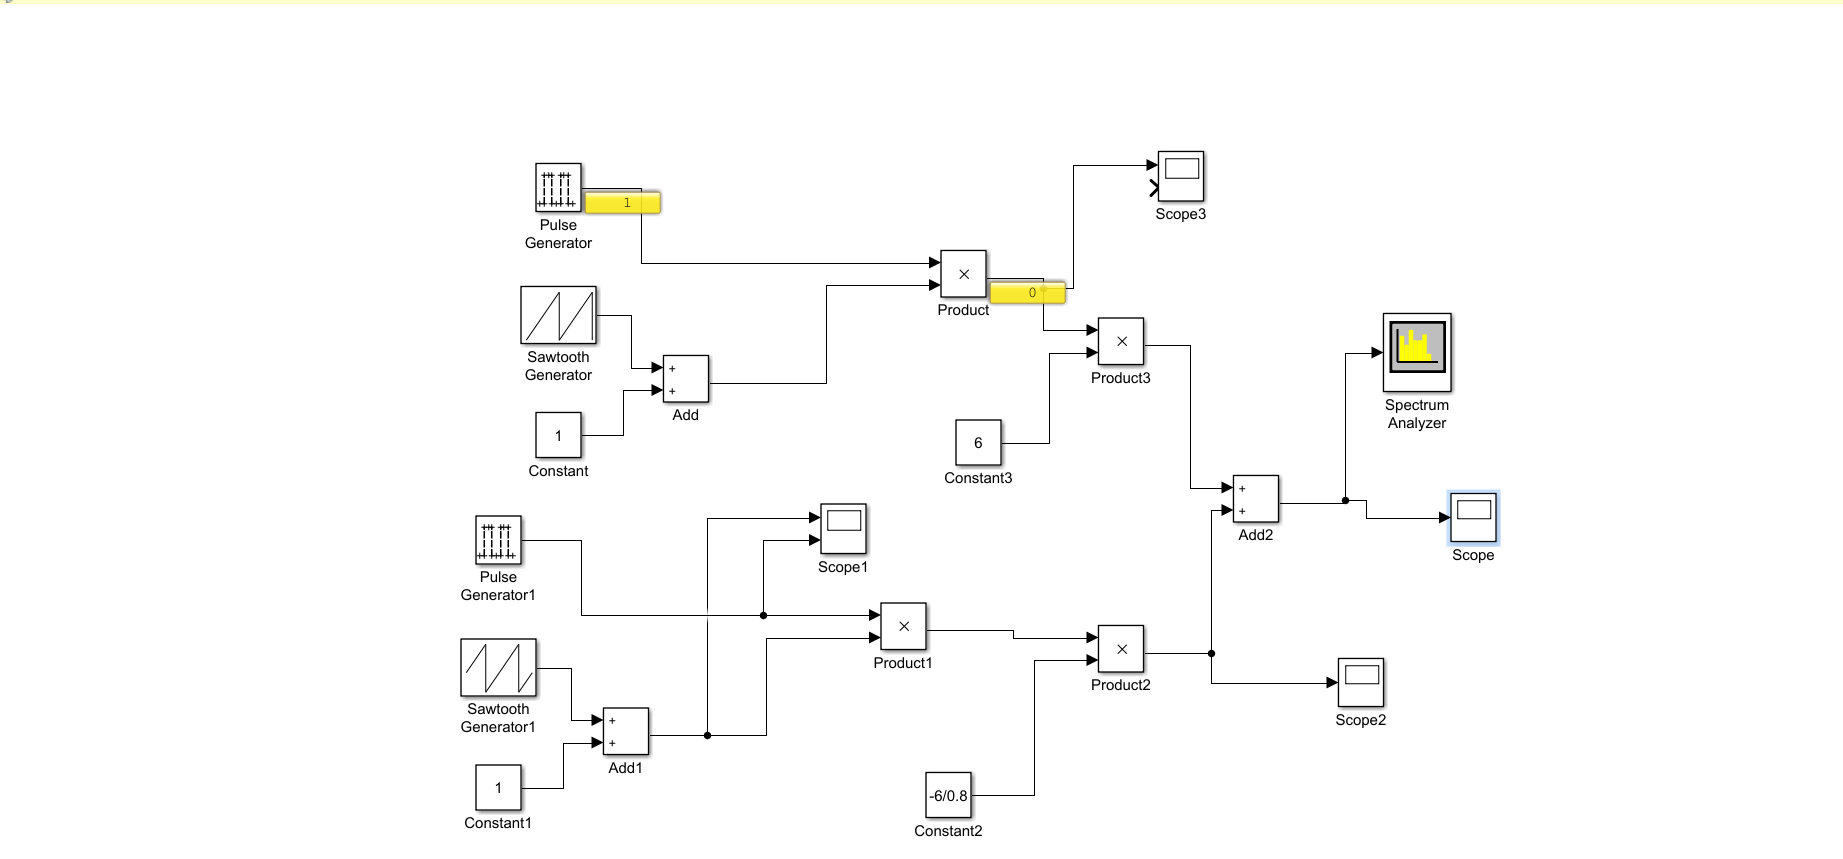 1
Pulse
Generator
Scope3
×
0
Product
Sawtooth
Generator
+
+
Add
×
Product3
1
Constant
6
Constant3
Spectrum
Analyzer
+
+
Add2
Scope
Scope1
Pulse
Generator1
×
Product1
×
Product2
Sawtooth
Generator1
+
+
Add1
Scope2
1
Constant1
-6/0.8
Constant2